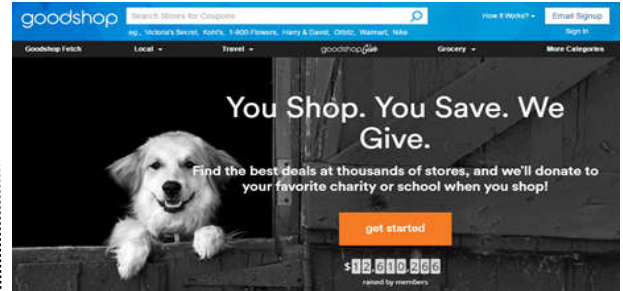 goodshop
Search Stores for Coupons
How It Works?
Email Signup
eg., Victoria's Secret, Kohl's, 1-800-Flowers, Harry & David, Orbitz, Walmart, Nike
Sign In
Goodshop Fetch
Local
Travel
goodshop Give
Grocery
More Categories
You Shop. You Save. We
Give.
Find the best deals at thousands of stores, and we'll donate to
your favorite charity or school when you shop!
get started
$12,610,266
raised by members